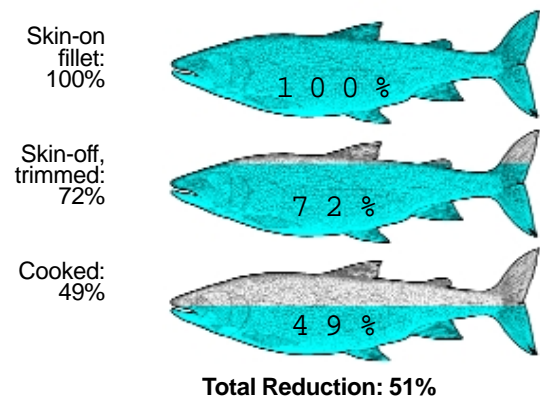 Skin-on
fillet:
100%
1 0 0 %
Skin-off,
trimmed:
72%
7 2 %
Cooked:
49%
4 9 %
Total Reduction: 51%